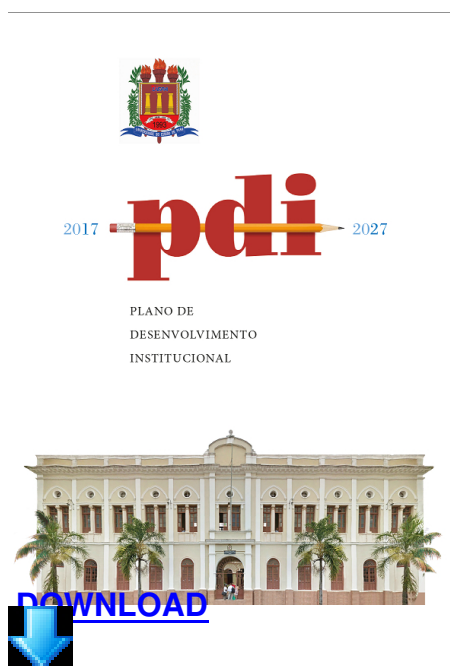 2017 pdi 2027
PLANO DE
DESENVOLVIMENTO
INSTITUCIONAL
DOWNLOAD